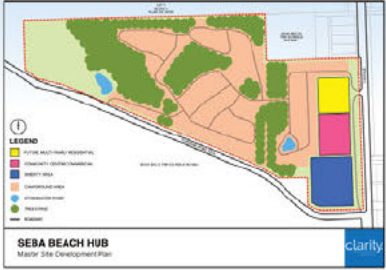 LEGEND
FUTURE MULTI-FAMILY RESIDENTIAL
COMMUNITY CENTRE/COMMERCIAL
AMENITY AREA
CAMPGROUND AREA
STORMWATER POND
TREE STAND
ROADWAY
SEBA BEACH HUB
Master Site Development Plan
clarity.